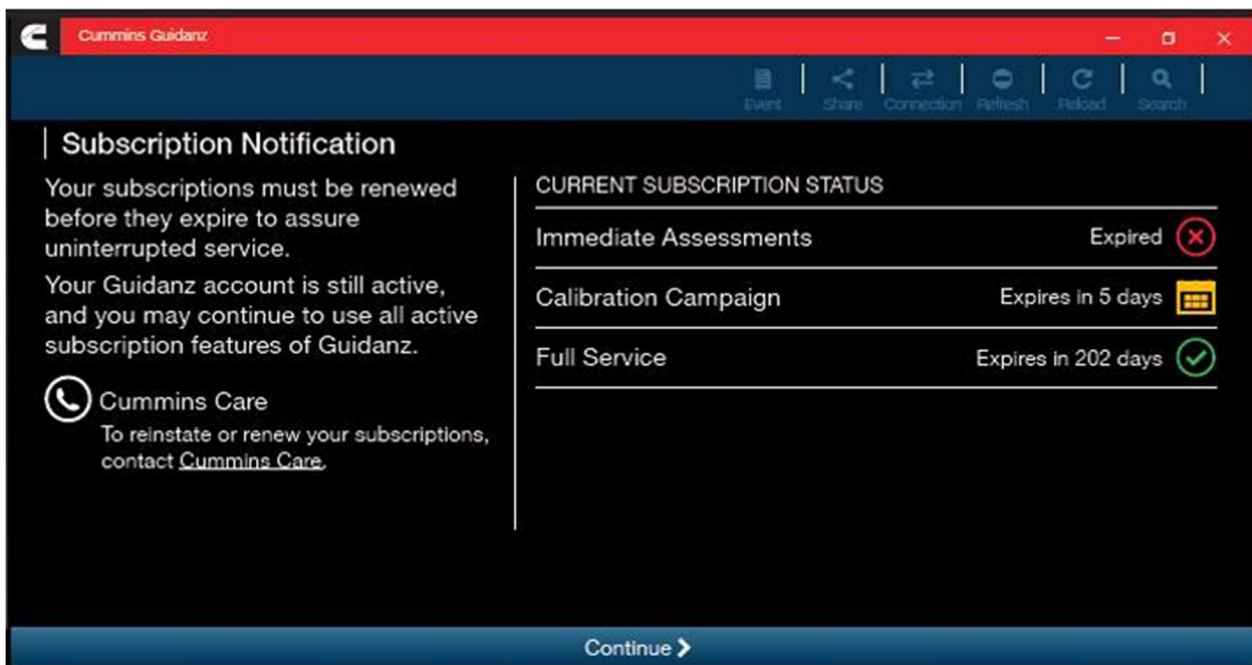 Cummins Guidanz
Event
Share
Connection
Refresh
Reload
Search
Subscription Notification
Your subscriptions must be renewed
before they expire to assure
uninterrupted service.
Your Guidanz account is still active,
and you may continue to use all active
subscription features of Guidanz.
Cummins Care
To reinstate or renew your subscriptions,
contact Cummins Care.
CURRENT SUBSCRIPTION STATUS
Immediate Assessments Expired
Calibration Campaign Expires in 5 days
Full Service Expires in 202 days
Continue